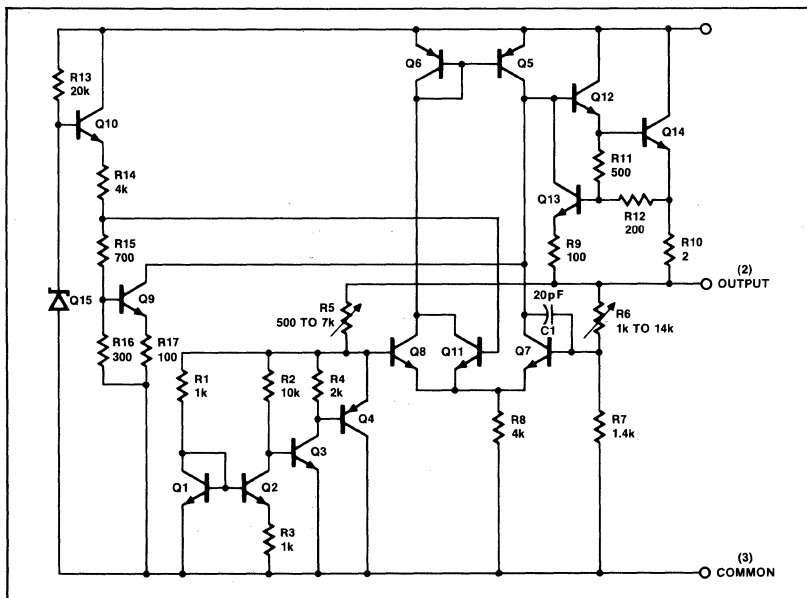 Q6
Q5
R13
20k
Q10
Q12
Q14
R14
4k
R11
500
Q13
R12
200
R15
700
R9
100
R10
2
(2)
OUTPUT
Q15
Q9
R5
500 TO 7k
20pF
C1
R6
1k TO 14k
R16
300
R17
100
Q8
Q11
Q7
R1
1k
R2
10k
R4
2k
Q4
R8
4k
R7
1.4k
Q3
Q1
Q2
R3
1k
(3)
COMMON